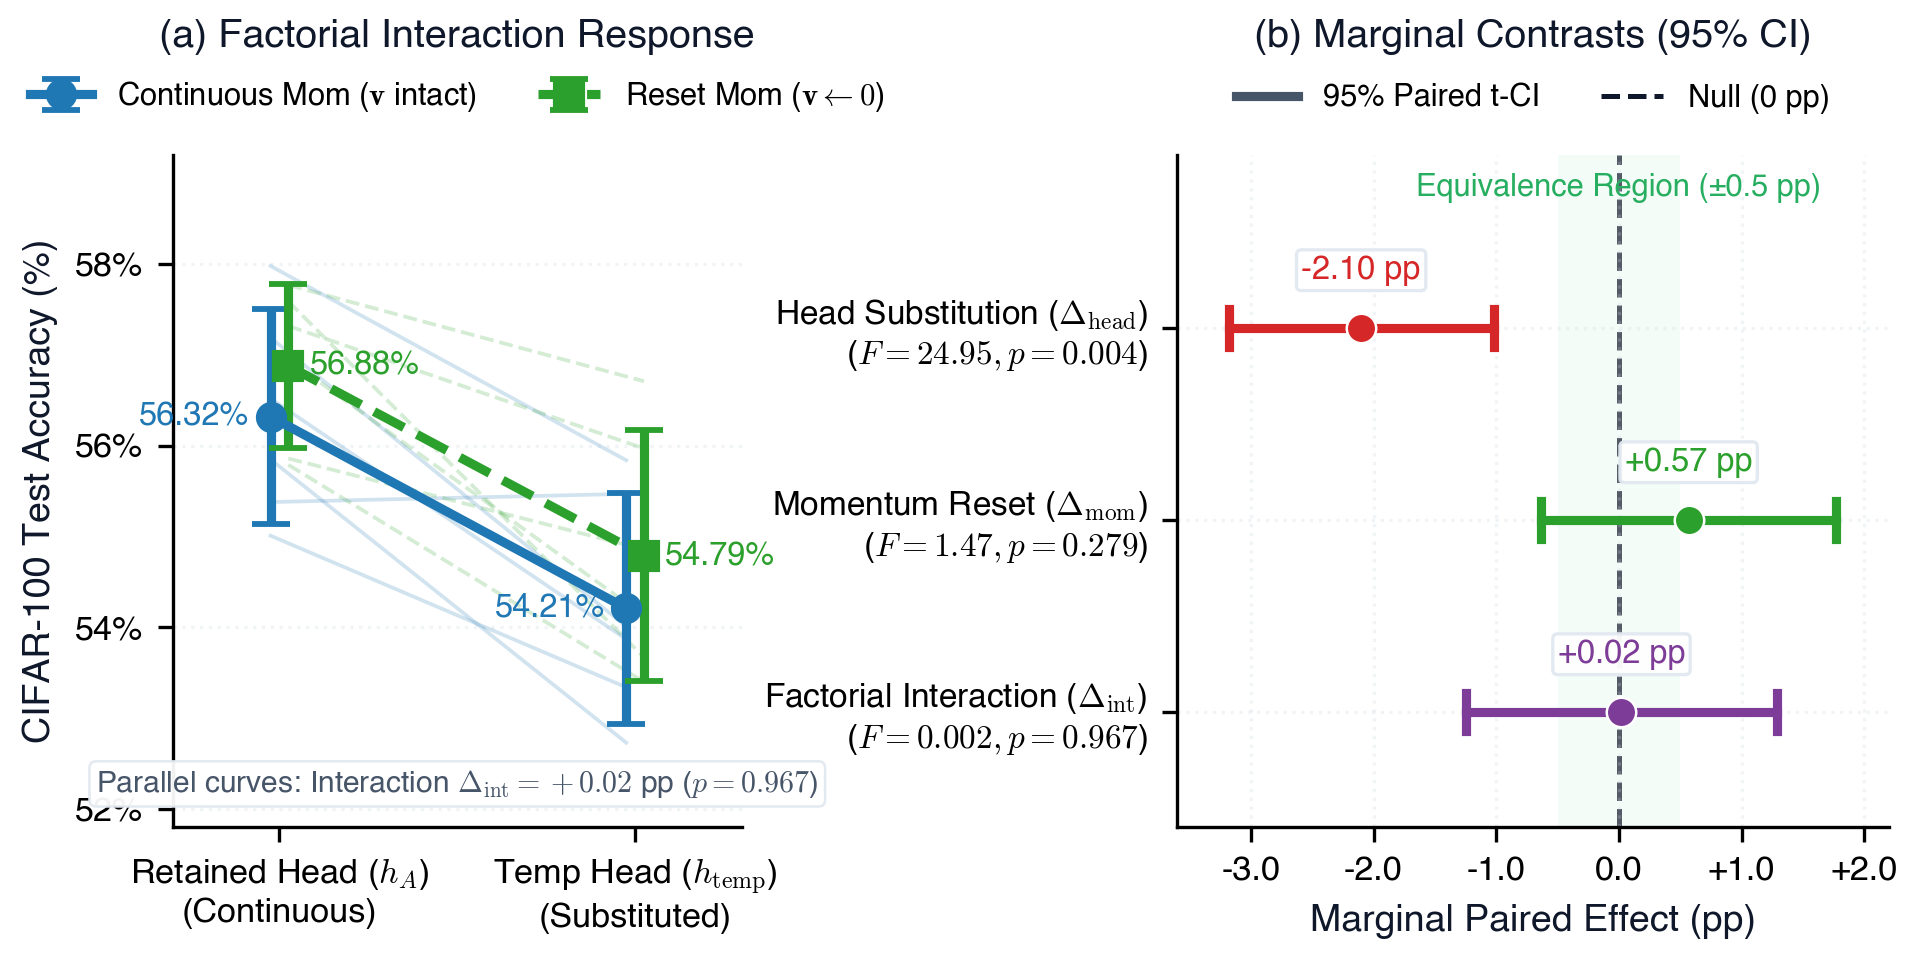 (a) Factorial Interaction Response
Continuous Mom (v intact)
Reset Mom (v ← 0)
CIFAR-100 Test Accuracy (%)
58%
56%
54%
52%
56.88%
56.32%
54.79%
54.21%
Parallel curves: Interaction Δint = +0.02 pp (p = 0.967)
Retained Head (hA)
(Continuous)
Temp Head (htemp)
(Substituted)
(b) Marginal Contrasts (95% CI)
95% Paired t-CI
Null (0 pp)
Equivalence Region (±0.5 pp)
Head Substitution (Δhead)
(F = 24.95, p = 0.004)
-2.10 pp
Momentum Reset (Δmom)
(F = 1.47, p = 0.279)
+0.57 pp
Factorial Interaction (Δint)
(F = 0.002, p = 0.967)
+0.02 pp
-3.0
-2.0
-1.0
0.0
+1.0
+2.0
Marginal Paired Effect (pp)